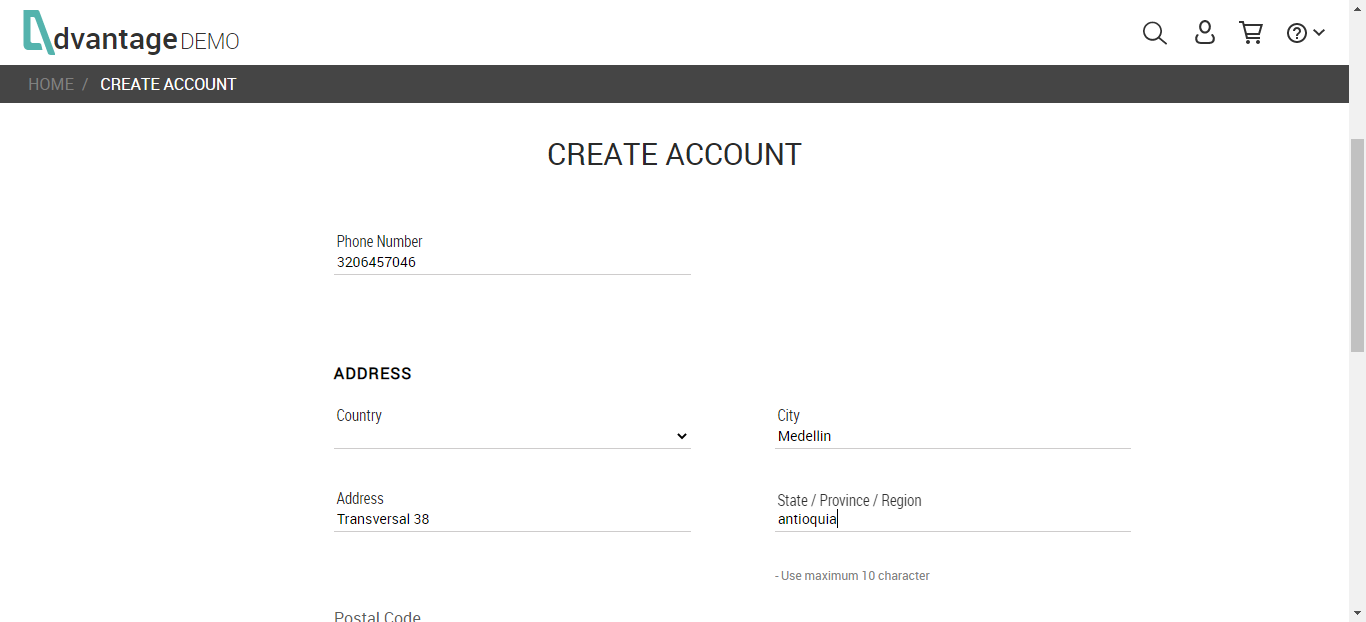 dvantage DEMO
HOME / CREATE ACCOUNT
CREATE ACCOUNT
Phone Number
3206457046
ADDRESS
Country
City
Medellin
Address
Transversal 38
State / Province / Region
antioquia
- Use maximum 10 character
Postal Code